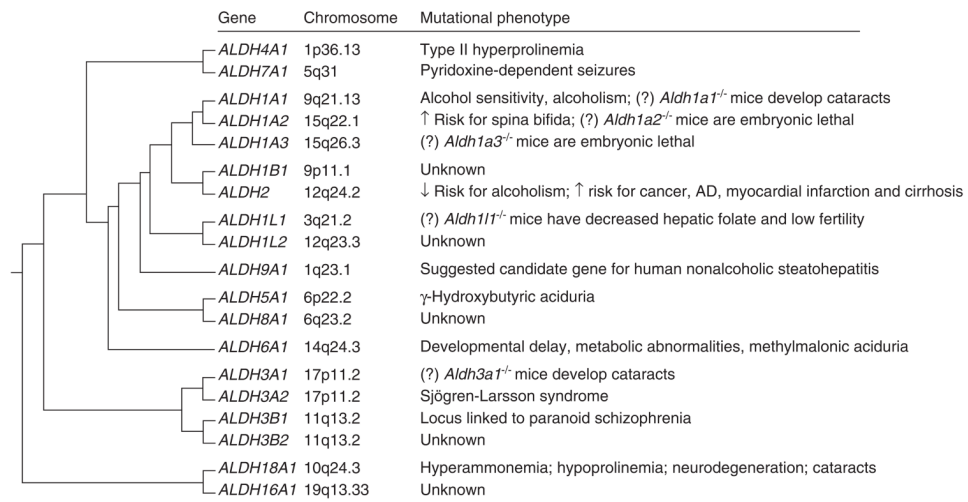 Gene Chromosome Mutational phenotype
ALDH4A1 1p36.13 Type II hyperprolinemia
ALDH7A1 5q31 Pyridoxine-dependent seizures
ALDH1A1 9q21.13 Alcohol sensitivity, alcoholism; (?) Aldh1a1-/- mice develop cataracts
ALDH1A2 15q22.1 ↑ Risk for spina bifida; (?) Aldh1a2-/- mice are embryonic lethal
ALDH1A3 15q26.3 (?) Aldh1a3-/- mice are embryonic lethal
ALDH1B1 9p11.1 Unknown
ALDH2 12q24.2 ↓ Risk for alcoholism; ↑ risk for cancer, AD, myocardial infarction and cirrhosis
ALDH1L1 3q21.2 (?) Aldh1l1-/- mice have decreased hepatic folate and low fertility
ALDH1L2 12q23.3 Unknown
ALDH9A1 1q23.1 Suggested candidate gene for human nonalcoholic steatohepatitis
ALDH5A1 6p22.2 γ-Hydroxybutyric aciduria
ALDH8A1 6q23.2 Unknown
ALDH6A1 14q24.3 Developmental delay, metabolic abnormalities, methylmalonic aciduria
ALDH3A1 17p11.2 (?) Aldh3a1-/- mice develop cataracts
ALDH3A2 17p11.2 Sjögren-Larsson syndrome
ALDH3B1 11q13.2 Locus linked to paranoid schizophrenia
ALDH3B2 11q13.2 Unknown
ALDH18A1 10q24.3 Hyperammonemia; hypoprolinemia; neurodegeneration; cataracts
ALDH16A1 19q13.33 Unknown